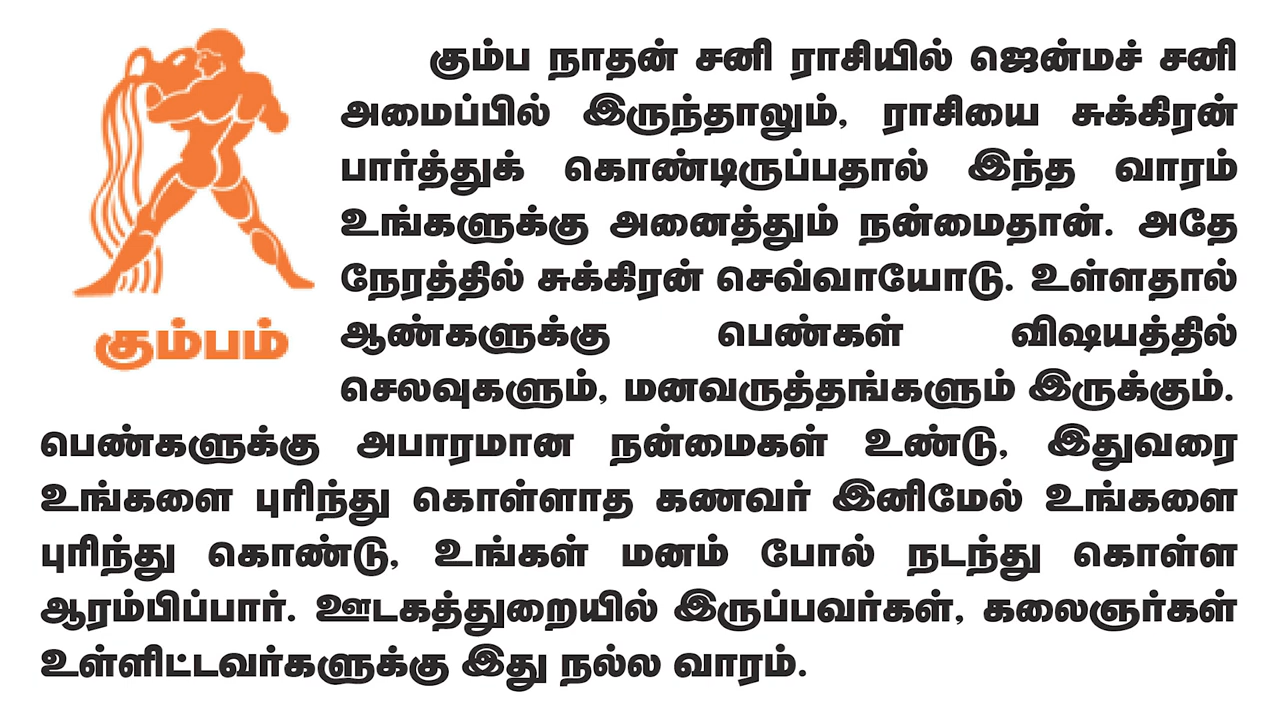 கும்ப நாதன் சனி ராசியில் ஜென்மச் சனி
அமைப்பில் இருந்தாலும், ராசியை சுக்கிரன்
பார்த்துக் கொண்டிருப்பதால் இந்த வாரம்
உங்களுக்கு அனைத்தும் நன்மைதான். அதே
நேரத்தில் சுக்கிரன் செவ்வாயோடு. உள்ளதால்
ஆண்களுக்கு பெண்கள் விஷயத்தில்
செலவுகளும், மனவருத்தங்களும் இருக்கும்.
கும்பம்
பெண்களுக்கு அபாரமான நன்மைகள் உண்டு, இதுவரை
உங்களை புரிந்து கொள்ளாத கணவர் இனிமேல் உங்களை
புரிந்து கொண்டு, உங்கள் மனம் போல் நடந்து கொள்ள
ஆரம்பிப்பார். ஊடகத்துறையில் இருப்பவர்கள், கலைஞர்கள்
உள்ளிட்டவர்களுக்கு இது நல்ல வாரம்.